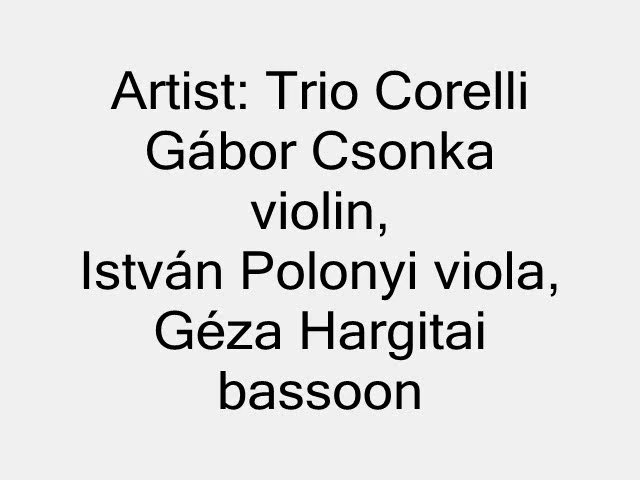 Artist: Trio Corelli
Gábor Csonka
violin,
István Polonyi viola,
Géza Hargitai
bassoon